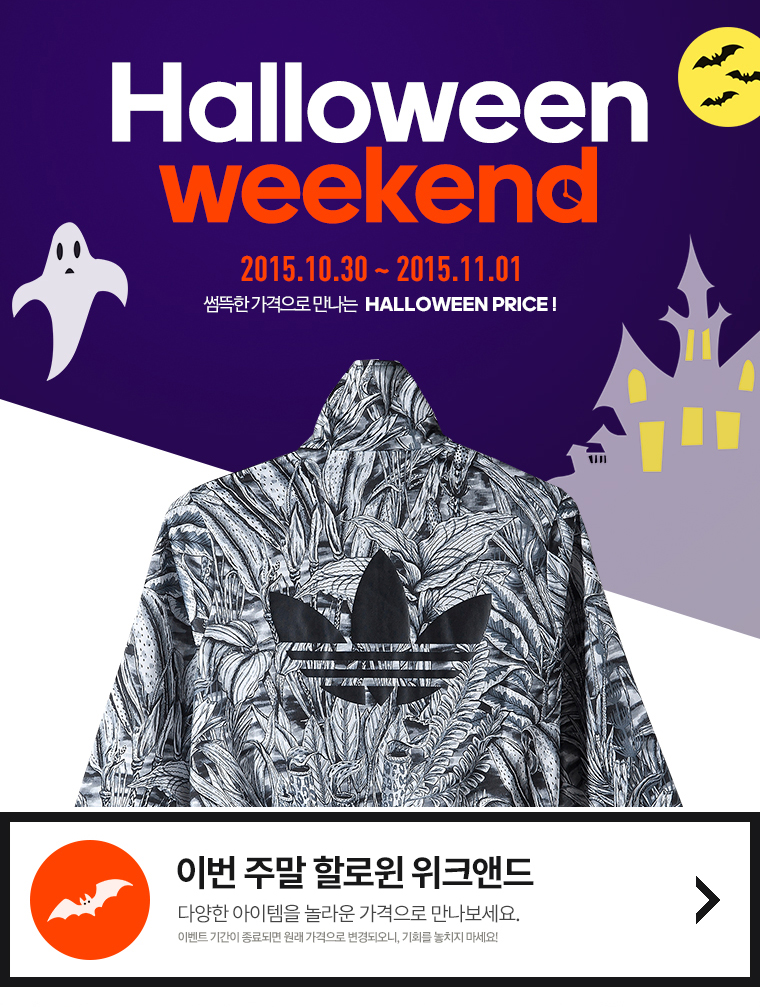 Halloween
weekend
2015.10.30 ~ 2015.11.01
썸뜩한 가격으로 만나는 HALLOWEEN PRICE !
이번 주말 할로윈 위크앤드
다양한 아이템을 놀라운 가격으로 만나보세요.
이벤트 기간이 종료되면 원래 가격으로 변경되오니, 기회를 놓치지 마세요!